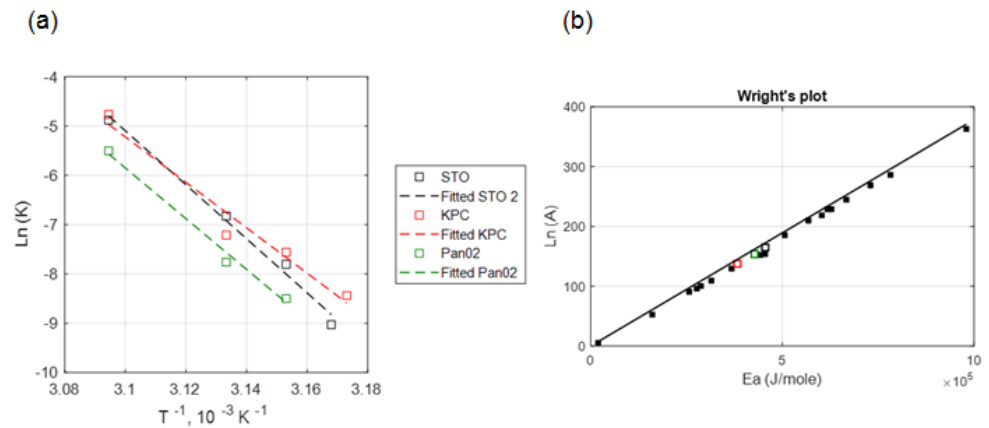 (a)
(b)
-4
-5
-6
-7
-8
-9
-10
3.08
3.1
3.12
3.14
3.16
3.18
Ln (K)
T⁻¹, 10⁻³ K⁻¹
STO
Fitted STO 2
KPC
Fitted KPC
Pan02
Fitted Pan02
Wright's plot
400
300
200
100
0
0
5
10
Ln (A)
Ea (J/mole)
×10⁵